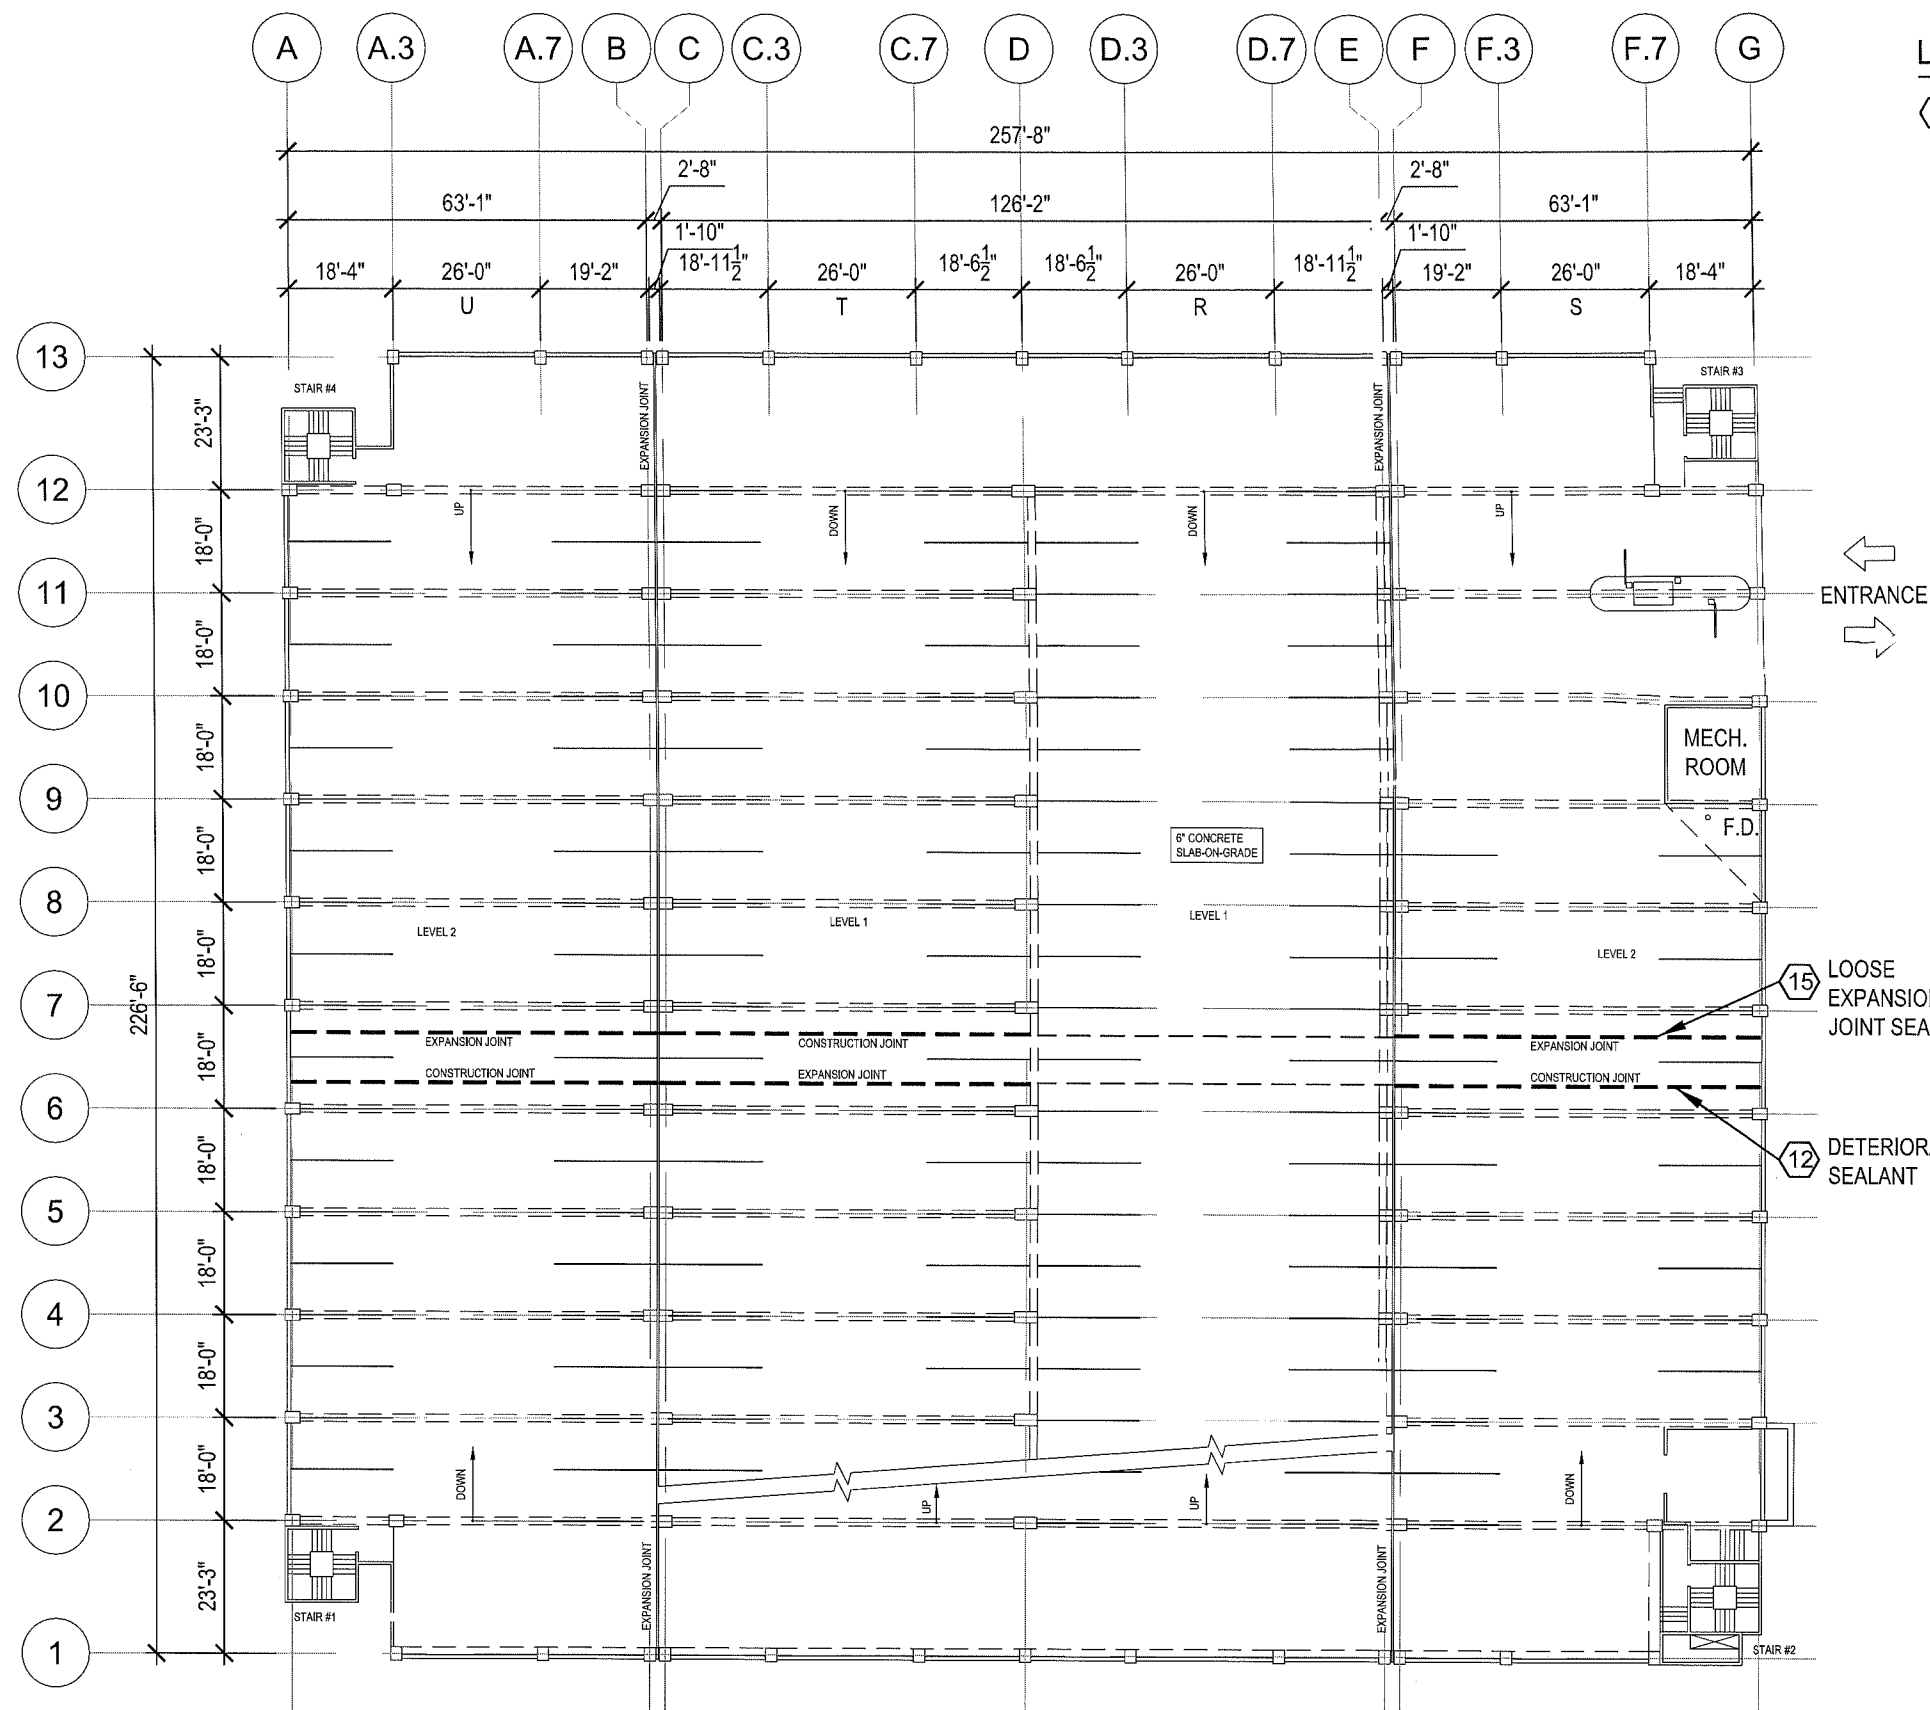 A A.3 A.7 B C C.3 C.7 D D.3 D.7 E F F.3 F.7 G
L
257'-8"
2'-8" 2'-8"
63'-1" 126'-2" 63'-1"
1'-10" 1'-10"
18'-4" 26'-0" 19'-2" 18'-11½" 26'-0" 18'-6½" 18'-6½" 26'-0" 18'-11½" 19'-2" 26'-0" 18'-4"
U T R S
13
STAIR #4
STAIR #3
EXPANSION JOINT
EXPANSION JOINT
23'-3"
12
UP
DOWN
DOWN
UP
18'-0"
11
ENTRANCE
18'-0"
10
MECH.
ROOM
18'-0"
9
F.D.
6" CONCRETE
SLAB-ON-GRADE
18'-0"
8
LEVEL 2
LEVEL 1
LEVEL 1
LEVEL 2
18'-0"
226'-6"
7
15
LOOSE
EXPANSION
JOINT SEA
EXPANSION JOINT
CONSTRUCTION JOINT
EXPANSION JOINT
18'-0"
CONSTRUCTION JOINT
EXPANSION JOINT
CONSTRUCTION JOINT
6
12
DETERIORA
SEALANT
18'-0"
5
18'-0"
4
18'-0"
3
18'-0"
DOWN
UP
UP
DOWN
2
23'-3"
EXPANSION JOINT
EXPANSION JOINT
STAIR #1
STAIR #2
1